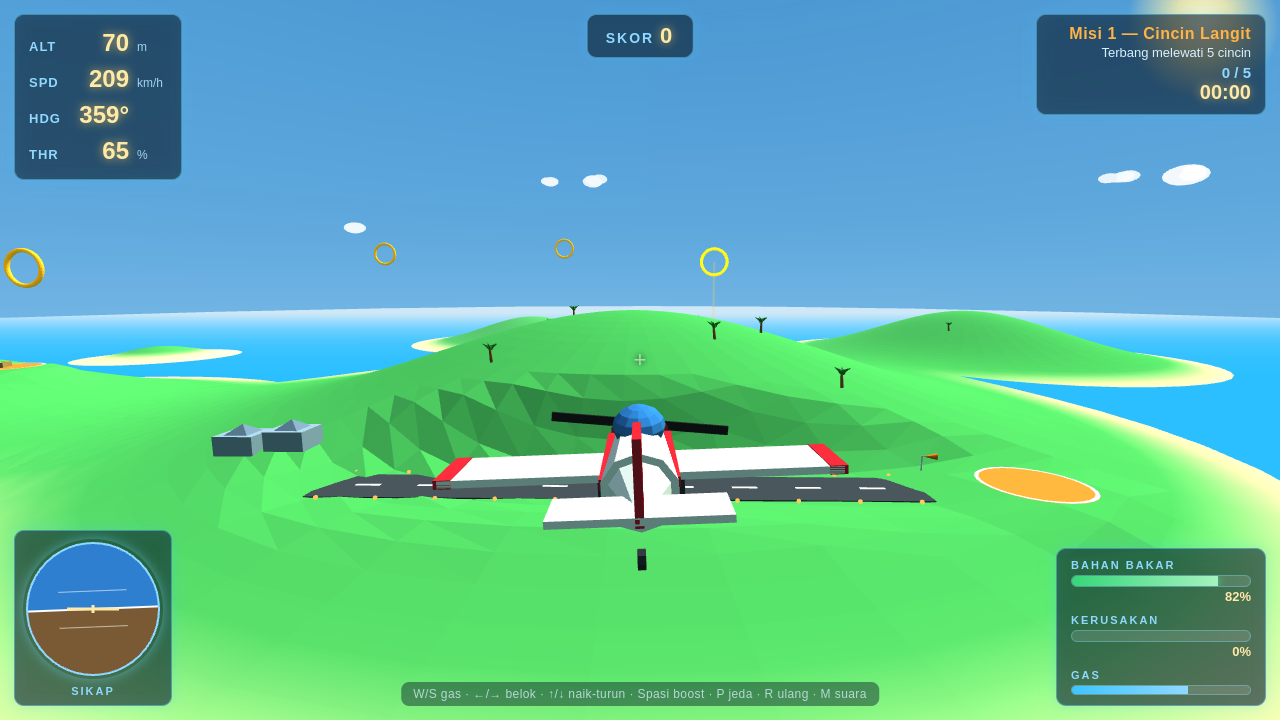 ALT 70 m
SPD 209 km/h
HDG 359°
THR 65 %
SKOR 0
Misi 1 — Cincin Langit
Terbang melewati 5 cincin
0 / 5
00:00
SIKAP
W/S gas · ←/→ belok · ↑/↓ naik-turun · Spasi boost · P jeda · R ulang · M suara
BAHAN BAKAR
82%
KERUSAKAN
0%
GAS